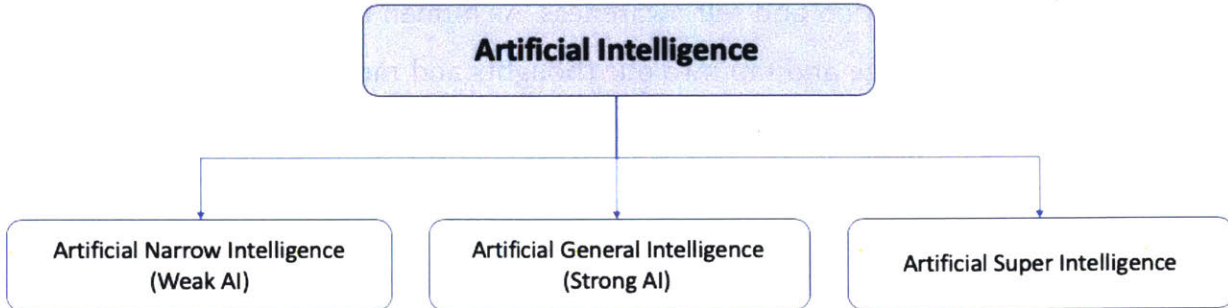 Artificial Intelligence
Artificial Narrow Intelligence
(Weak AI)
Artificial General Intelligence
(Strong AI)
Artificial Super Intelligence